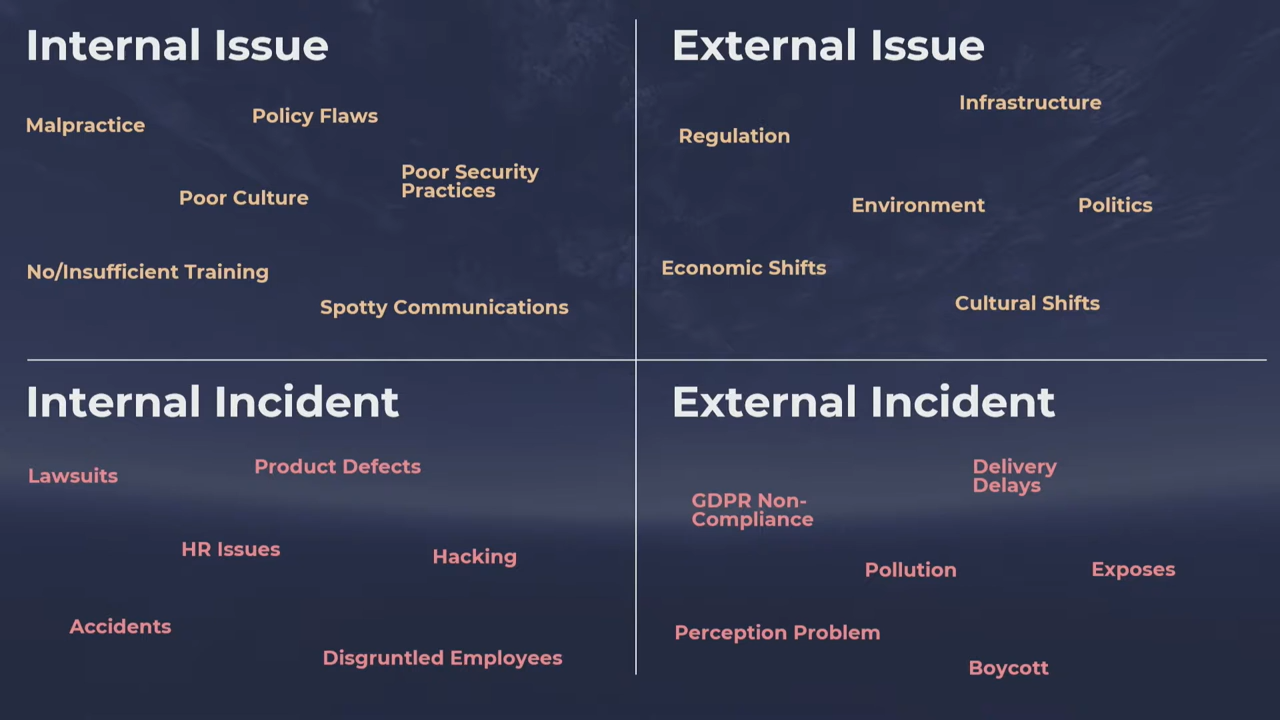 Internal Issue
Malpractice
Policy Flaws
Poor Culture
Poor Security
Practices
No/Insufficient Training
Spotty Communications
External Issue
Infrastructure
Regulation
Environment
Politics
Economic Shifts
Cultural Shifts
Internal Incident
Lawsuits
Product Defects
HR Issues
Hacking
Accidents
Disgruntled Employees
External Incident
Delivery
Delays
GDPR Non-
Compliance
Pollution
Exposes
Perception Problem
Boycott